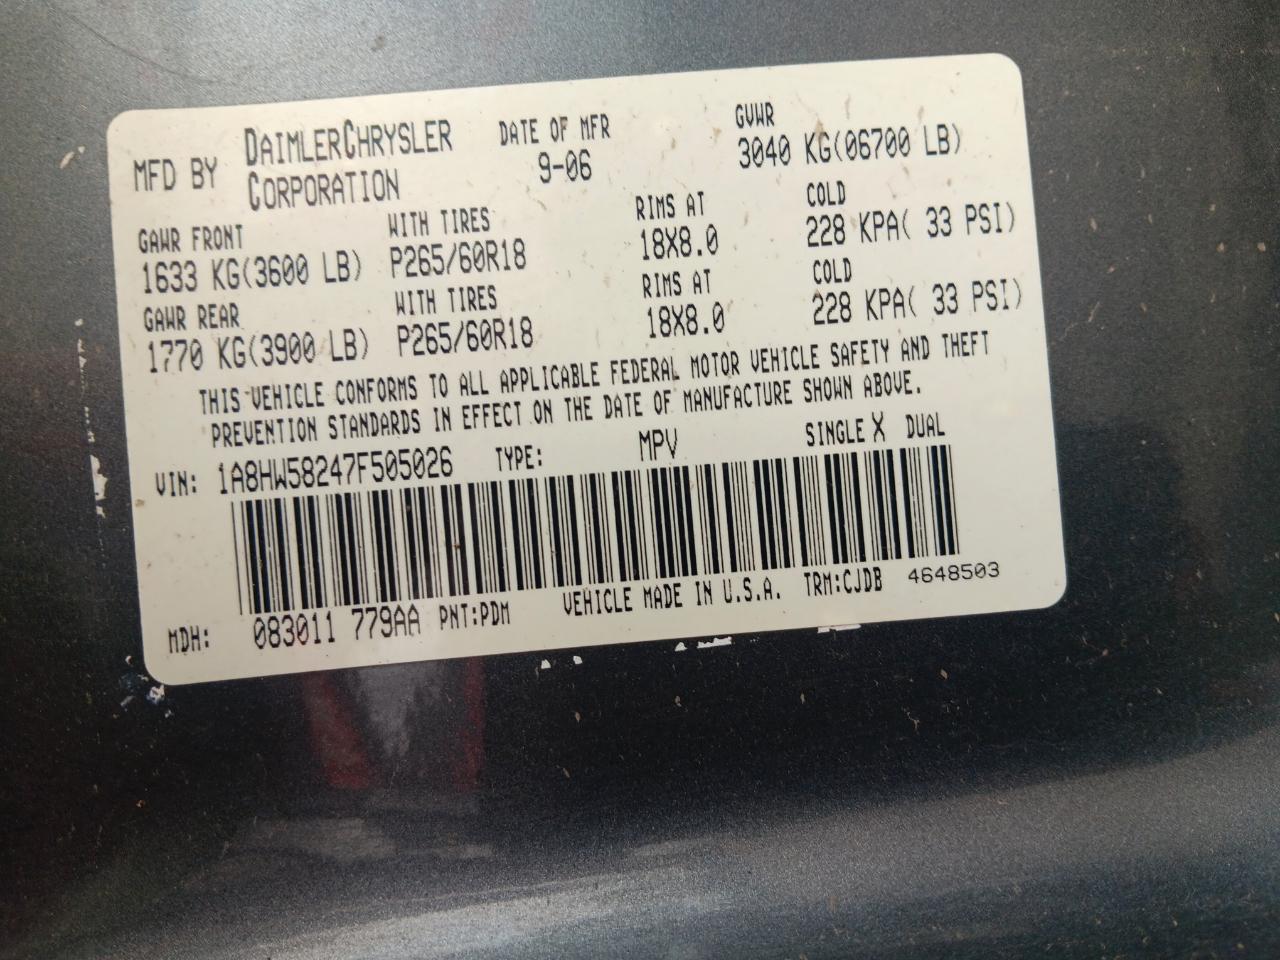 MFD BY DAIMLERCHRYSLER CORPORATION
DATE OF MFR 9-06
GVWR 3040 KG(06700 LB)
GAWR FRONT WITH TIRES RIMS AT COLD
1633 KG(3600 LB) P265/60R18 18X8.0 228 KPA( 33 PSI)
GAWR REAR WITH TIRES RIMS AT COLD
1770 KG(3900 LB) P265/60R18 18X8.0 228 KPA( 33 PSI)
THIS VEHICLE CONFORMS TO ALL APPLICABLE FEDERAL MOTOR VEHICLE SAFETY AND THEFT
PREVENTION STANDARDS IN EFFECT ON THE DATE OF MANUFACTURE SHOWN ABOVE.
VIN: 1A8HW58247F505026 TYPE: MPV SINGLE X DUAL
MDH: 083011 779AA PNT:PDM VEHICLE MADE IN U.S.A. TRM:CJDB 4648503